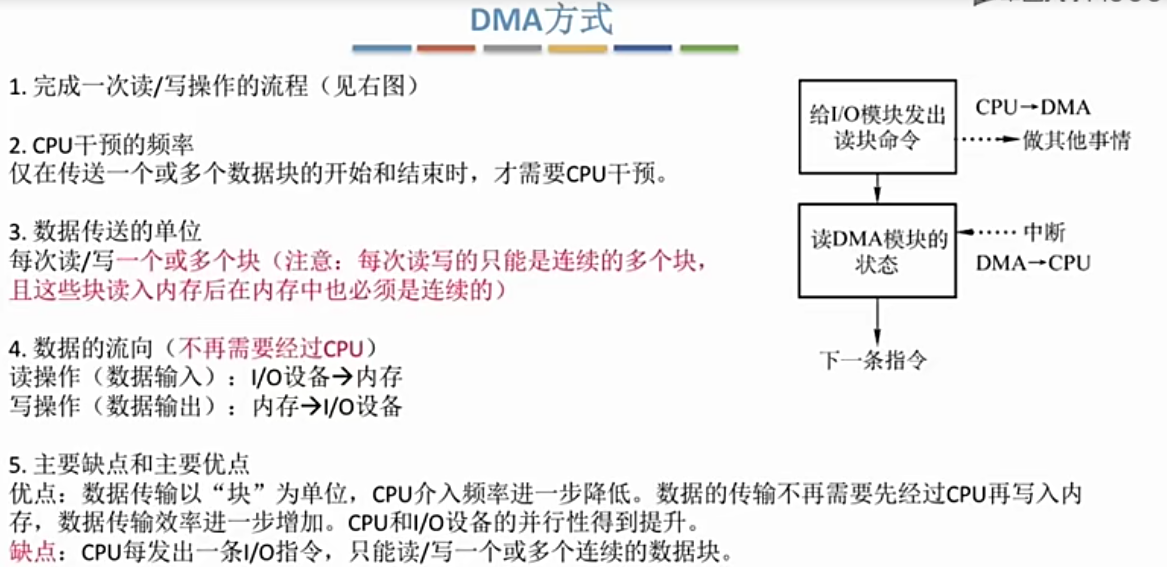 DMA方式
1. 完成一次读/写操作的流程（见右图）
2. CPU干预的频率
仅在传送一个或多个数据块的开始和结束时，才需要CPU干预。
3. 数据传送的单位
每次读/写一个或多个块（注意：每次读写的只能是连续的多个块，
且这些块读入内存后在内存中也必须是连续的）
4. 数据的流向（不再需要经过CPU）
读操作（数据输入）：I/O设备→内存
写操作（数据输出）：内存→I/O设备
5. 主要缺点和主要优点
优点：数据传输以“块”为单位，CPU介入频率进一步降低。数据的传输不再需要先经过CPU再写入内
存，数据传输效率进一步增加。CPU和I/O设备的并行性得到提升。
缺点：CPU每发出一条I/O指令，只能读/写一个或多个连续的数据块。
给I/O模块发出
读块命令
CPU→DMA
做其他事情
读DMA模块的
状态
中断
DMA→CPU
下一条指令